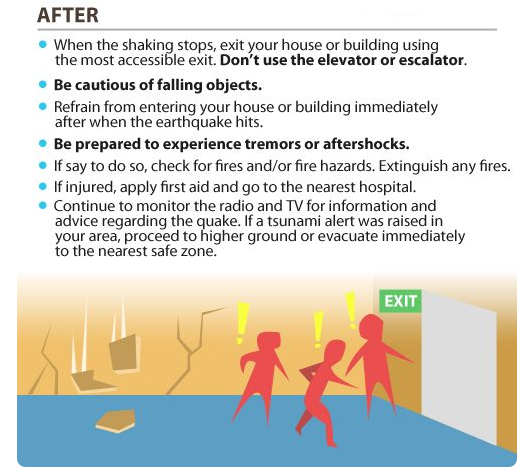 AFTER
When the shaking stops, exit your house or building using
the most accessible exit. Don't use the elevator or escalator.
Be cautious of falling objects.
Refrain from entering your house or building immediately
after when the earthquake hits.
Be prepared to experience tremors or aftershocks.
If say to do so, check for fires and/or fire hazards. Extinguish any fires.
If injured, apply first aid and go to the nearest hospital.
Continue to monitor the radio and TV for information and
advice regarding the quake. If a tsunami alert was raised in
your area, proceed to higher ground or evacuate immediately
to the nearest safe zone.
! ! !
EXIT